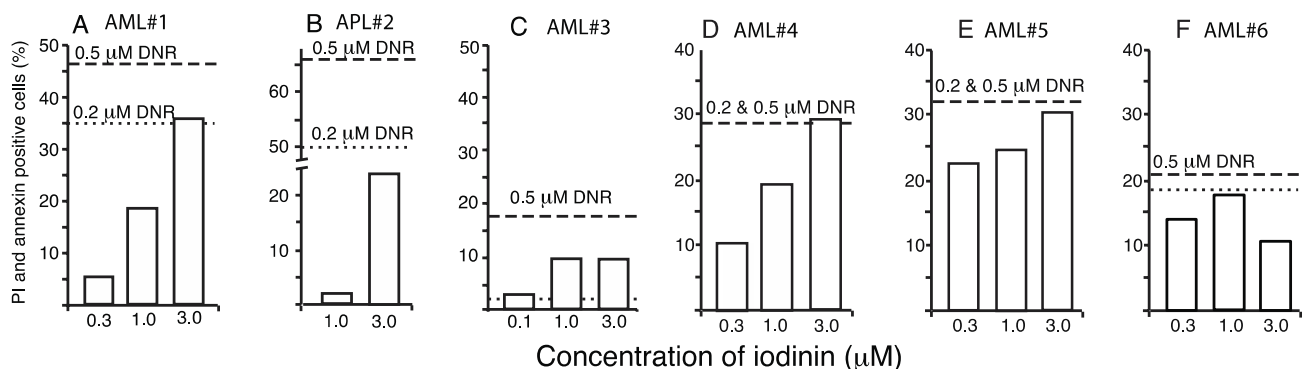 A AML#1
B APL#2
C AML#3
D AML#4
E AML#5
F AML#6
PI and annexin positive cells (%)
50
40
30
20
10
0.5 µM DNR
0.2 µM DNR
0.3 1.0 3.0
60
50
20
10
0.5 µM DNR
0.2 µM DNR
1.0 3.0
50
40
30
20
10
0.5 µM DNR
0.1 1.0 3.0
40
30
20
10
0
0.2 & 0.5 µM DNR
0.3 1.0 3.0
40
30
20
10
0
0.2 & 0.5 µM DNR
0.3 1.0 3.0
40
30
20
10
0
0.5 µM DNR
0.3 1.0 3.0
Concentration of iodinin (µM)